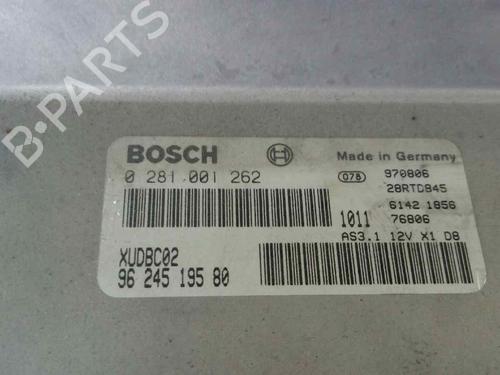 B-PARTS
BOSCH
Made in Germany
0 281 001 262
078
970806
28RTD845
6142 1856
1011
76806
AS3.1 12V X1 D8
XUDBC02
96 245 195 80